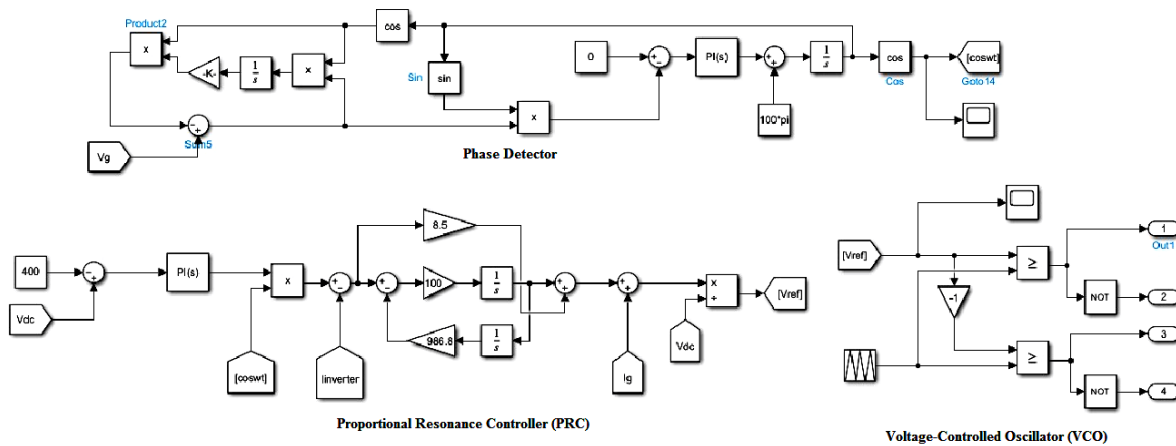 Product2
cos
x
-K-
1
s
x
Sin
sin
0
PI(s)
1
s
cos
Cos
[coswt]
Goto14
x
100*pi
Sum5
Vg
Phase Detector
400
PI(s)
x
8.5
100
1
s
986.8
1
s
x
÷
[Vref]
Vdc
[coswt]
Iinverter
Ig
Vdc
Proportional Resonance Controller (PRC)
[Vref]
-1
≥
1
Out1
NOT
2
≥
3
NOT
4
Voltage-Controlled Oscillator (VCO)